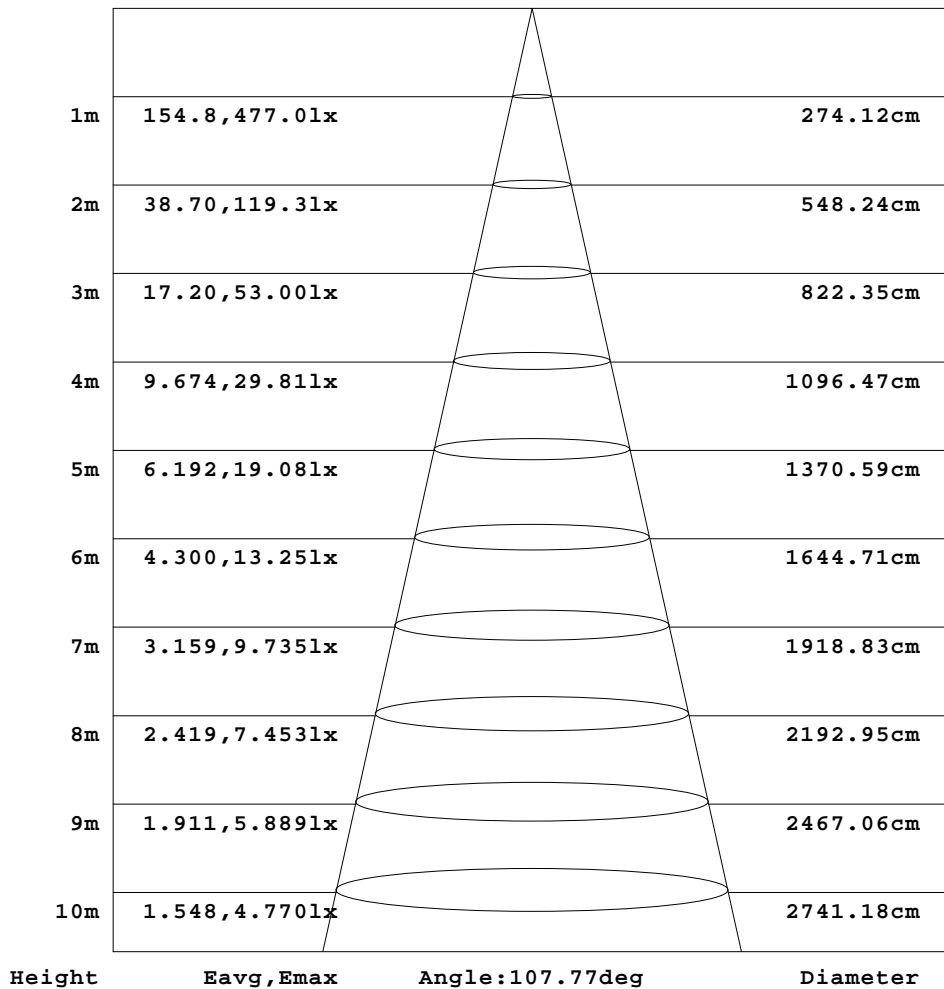 1m 154.8,477.0lx 274.12cm
2m 38.70,119.3lx 548.24cm
3m 17.20,53.00lx 822.35cm
4m 9.674,29.81lx 1096.47cm
5m 6.192,19.08lx 1370.59cm
6m 4.300,13.25lx 1644.71cm
7m 3.159,9.735lx 1918.83cm
8m 2.419,7.453lx 2192.95cm
9m 1.911,5.889lx 2467.06cm
10m 1.548,4.770lx 2741.18cm
Height Eavg,Emax Angle:107.77deg Diameter